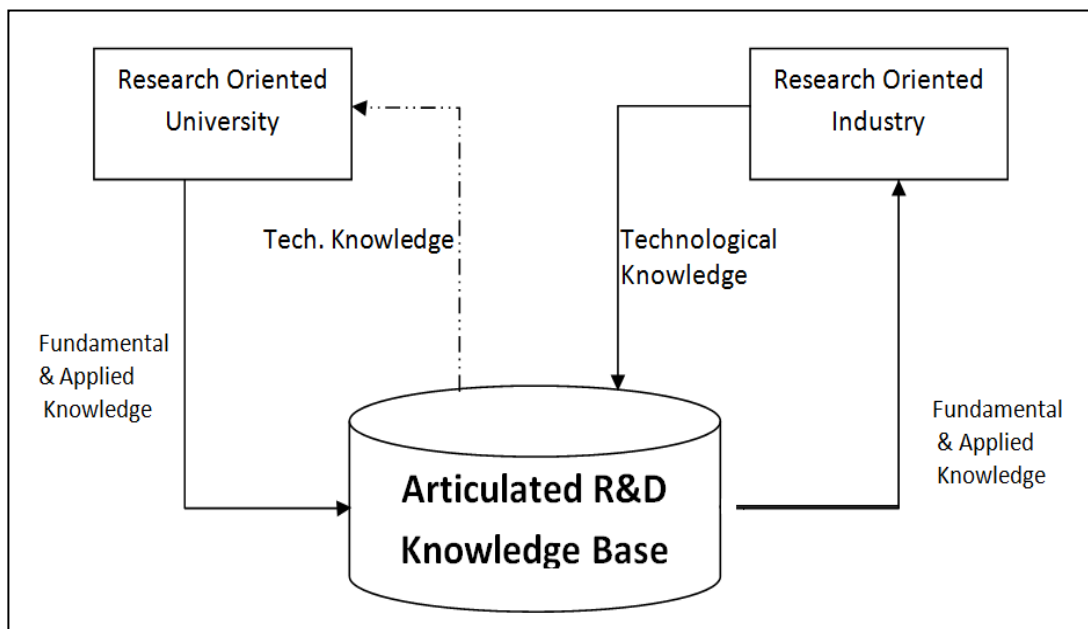 Research Oriented
University
Research Oriented
Industry
Tech. Knowledge
Technological
Knowledge
Fundamental
& Applied
Knowledge
Fundamental
& Applied
Knowledge
Articulated R&D
Knowledge Base